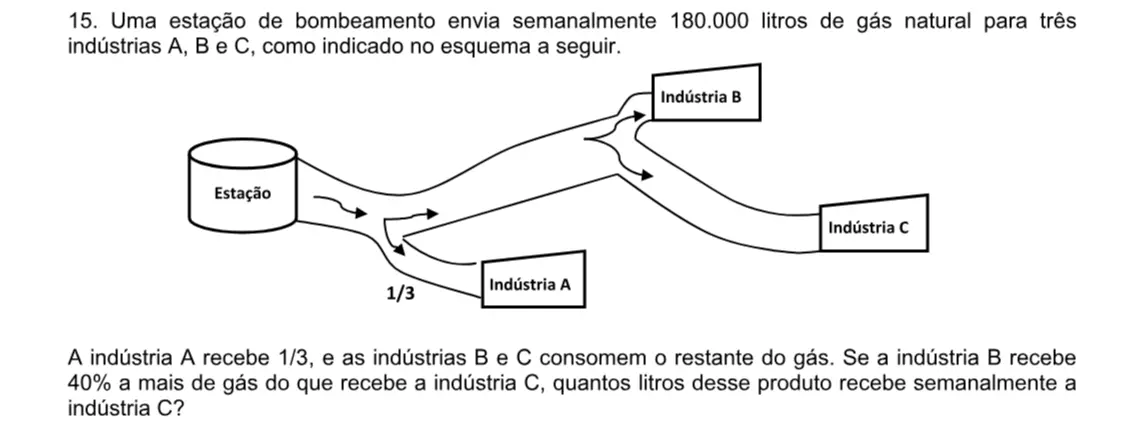 15. Uma estação de bombeamento envia semanalmente 180.000 litros de gás natural para três
indústrias A, B e C, como indicado no esquema a seguir.
Indústria B
Estação
Indústria C
Indústria A
1/3
A indústria A recebe 1/3, e as indústrias B e C consomem o restante do gás. Se a indústria B recebe
40% a mais de gás do que recebe a indústria C, quantos litros desse produto recebe semanalmente a
indústria C?